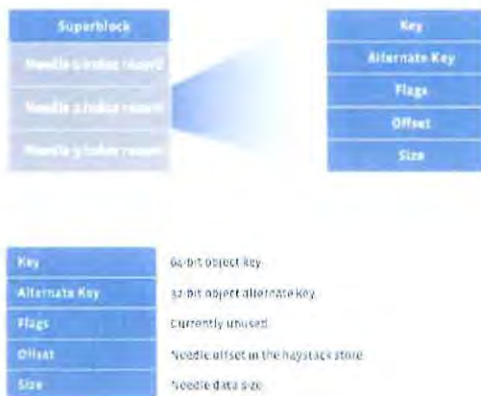 Superblock
Needle 1 index record
Needle 2 index record
Needle 3 index record
Key
Alternate Key
Flags
Offset
Size
Key 64-bit object key
Alternate Key 32-bit object alternate key
Flags Currently unused
Offset Needle offset in the haystack store
Size Needle data size